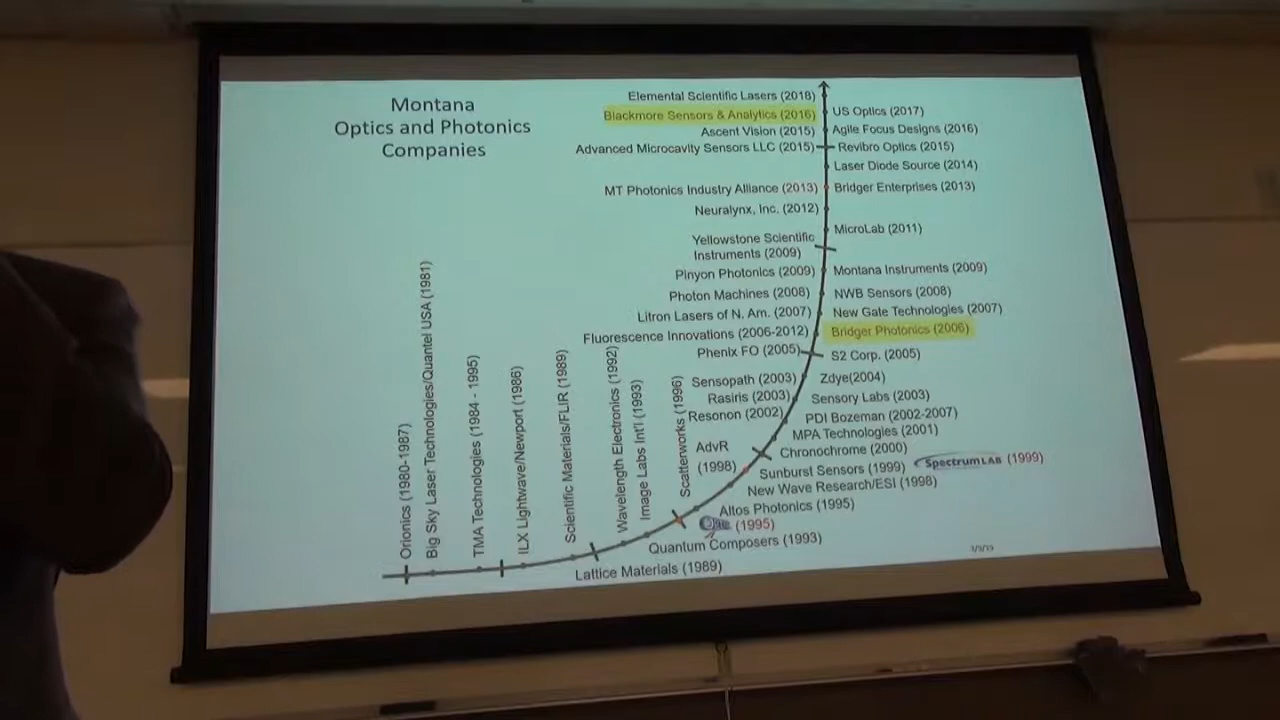 Montana
Optics and Photonics
Companies
Elemental Scientific Lasers (2018)
Blackmore Sensors & Analytics (2016)
Ascent Vision (2015)
Advanced Microcavity Sensors LLC (2015)
MT Photonics Industry Alliance (2013)
Neuralynx, Inc. (2012)
Yellowstone Scientific
Instruments (2009)
Pinyon Photonics (2009)
Photon Machines (2008)
Litron Lasers of N. Am. (2007)
Fluorescence Innovations (2006-2012)
Phenix FO (2005)
Sensopath (2003)
Rasiris (2003)
Resonon (2002)
AdvR
(1998)
US Optics (2017)
Agile Focus Designs (2016)
Revibro Optics (2015)
Laser Diode Source (2014)
Bridger Enterprises (2013)
MicroLab (2011)
Montana Instruments (2009)
NWB Sensors (2008)
New Gate Technologies (2007)
Bridger Photonics (2006)
S2 Corp. (2005)
Zdye(2004)
Sensory Labs (2003)
PDI Bozeman (2002-2007)
MPA Technologies (2001)
Chronochrome (2000)
SPECTRUMLAB (1999)
Sunburst Sensors (1999)
New Wave Research/ESI (1998)
Altos Photonics (1995)
(1995)
Quantum Composers (1993)
Lattice Materials (1989)
Orionics (1980-1987)
Big Sky Laser Technologies/Quantel USA (1981)
TMA Technologies (1984 - 1995)
ILX Lightwave/Newport (1986)
Scientific Materials/FLIR (1989)
Wavelength Electronics (1992)
Image Labs Int'l (1993)
Scatterworks (1996)